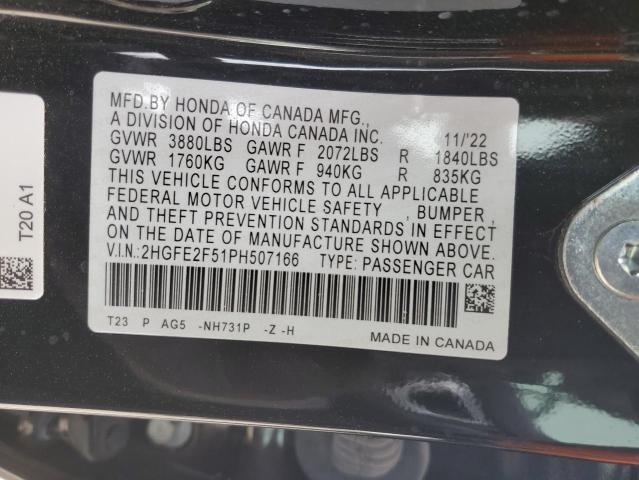 MFD.BY HONDA OF CANADA MFG.,
A DIVISION OF HONDA CANADA INC. 11/'22
GVWR 3880LBS GAWR F 2072LBS R 1840LBS
GVWR 1760KG GAWR F 940KG R 835KG
THIS VEHICLE CONFORMS TO ALL APPLICABLE
FEDERAL MOTOR VEHICLE SAFETY , BUMPER ,
AND THEFT PREVENTION STANDARDS IN EFFECT
ON THE DATE OF MANUFACTURE SHOWN ABOVE.
V.I.N.:2HGFE2F51PH507166 TYPE: PASSENGER CAR
T23 P AG5 -NH731P -Z -H
MADE IN CANADA
T20 A1